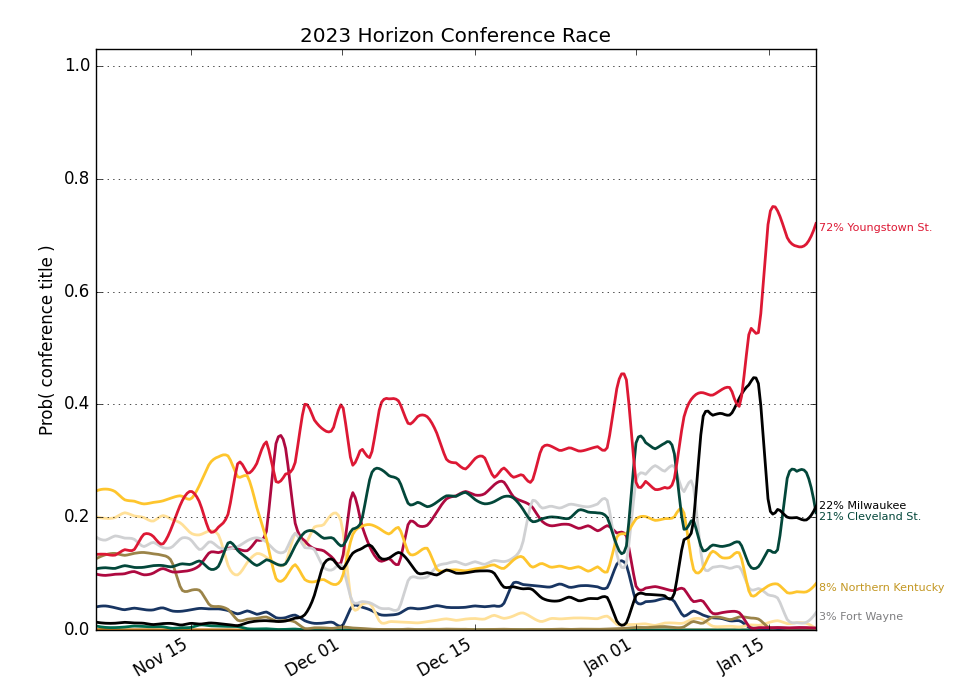 2023 Horizon Conference Race
Prob( conference title )
1.0
0.8
0.6
0.4
0.2
0.0
72% Youngstown St.
22% Milwaukee
21% Cleveland St.
8% Northern Kentucky
3% Fort Wayne
Nov 15
Dec 01
Dec 15
Jan 01
Jan 15